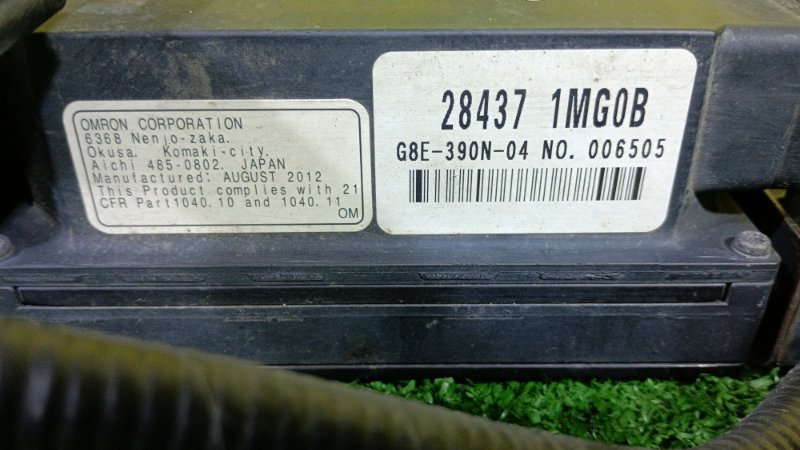 OMRON CORPORATION
6368 Nenjo-zaka.
Okusa. Komaki-city.
Aichi 485-0802. JAPAN
Manufactured: AUGUST 2012
This Product complies with 21
CFR Part1040.10 and 1040.11
OM
28437 1MG0B
G8E-390N-04 NO. 006505